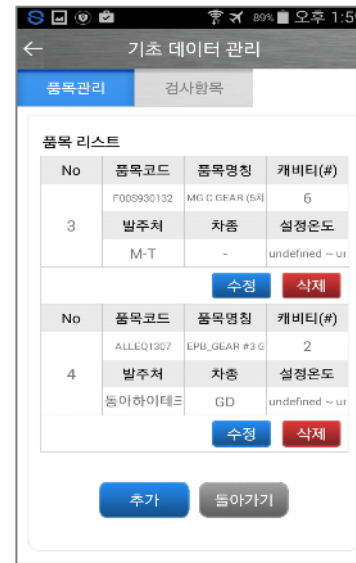 89% 오후 1:5
기초 데이터 관리
품목관리 검사항목
품목 리스트
No 품목코드 품목명칭 캐비티(#)
F00S930132 MG C GEAR (5치 6
3 발주처 차종 설정온도
M-T - undefined ~ ur
수정 삭제
No 품목코드 품목명칭 캐비티(#)
ALLEQ1307 EPB_GEAR #3 G 2
4 발주처 차종 설정온도
동아하이테크 GD undefined ~ ur
수정 삭제
추가 돌아가기